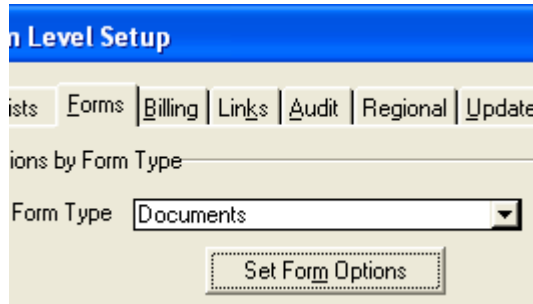 n Level Setup
ists Forms Billing Links Audit Regional Update
ions by Form Type
Form Type Documents
Set Form Options